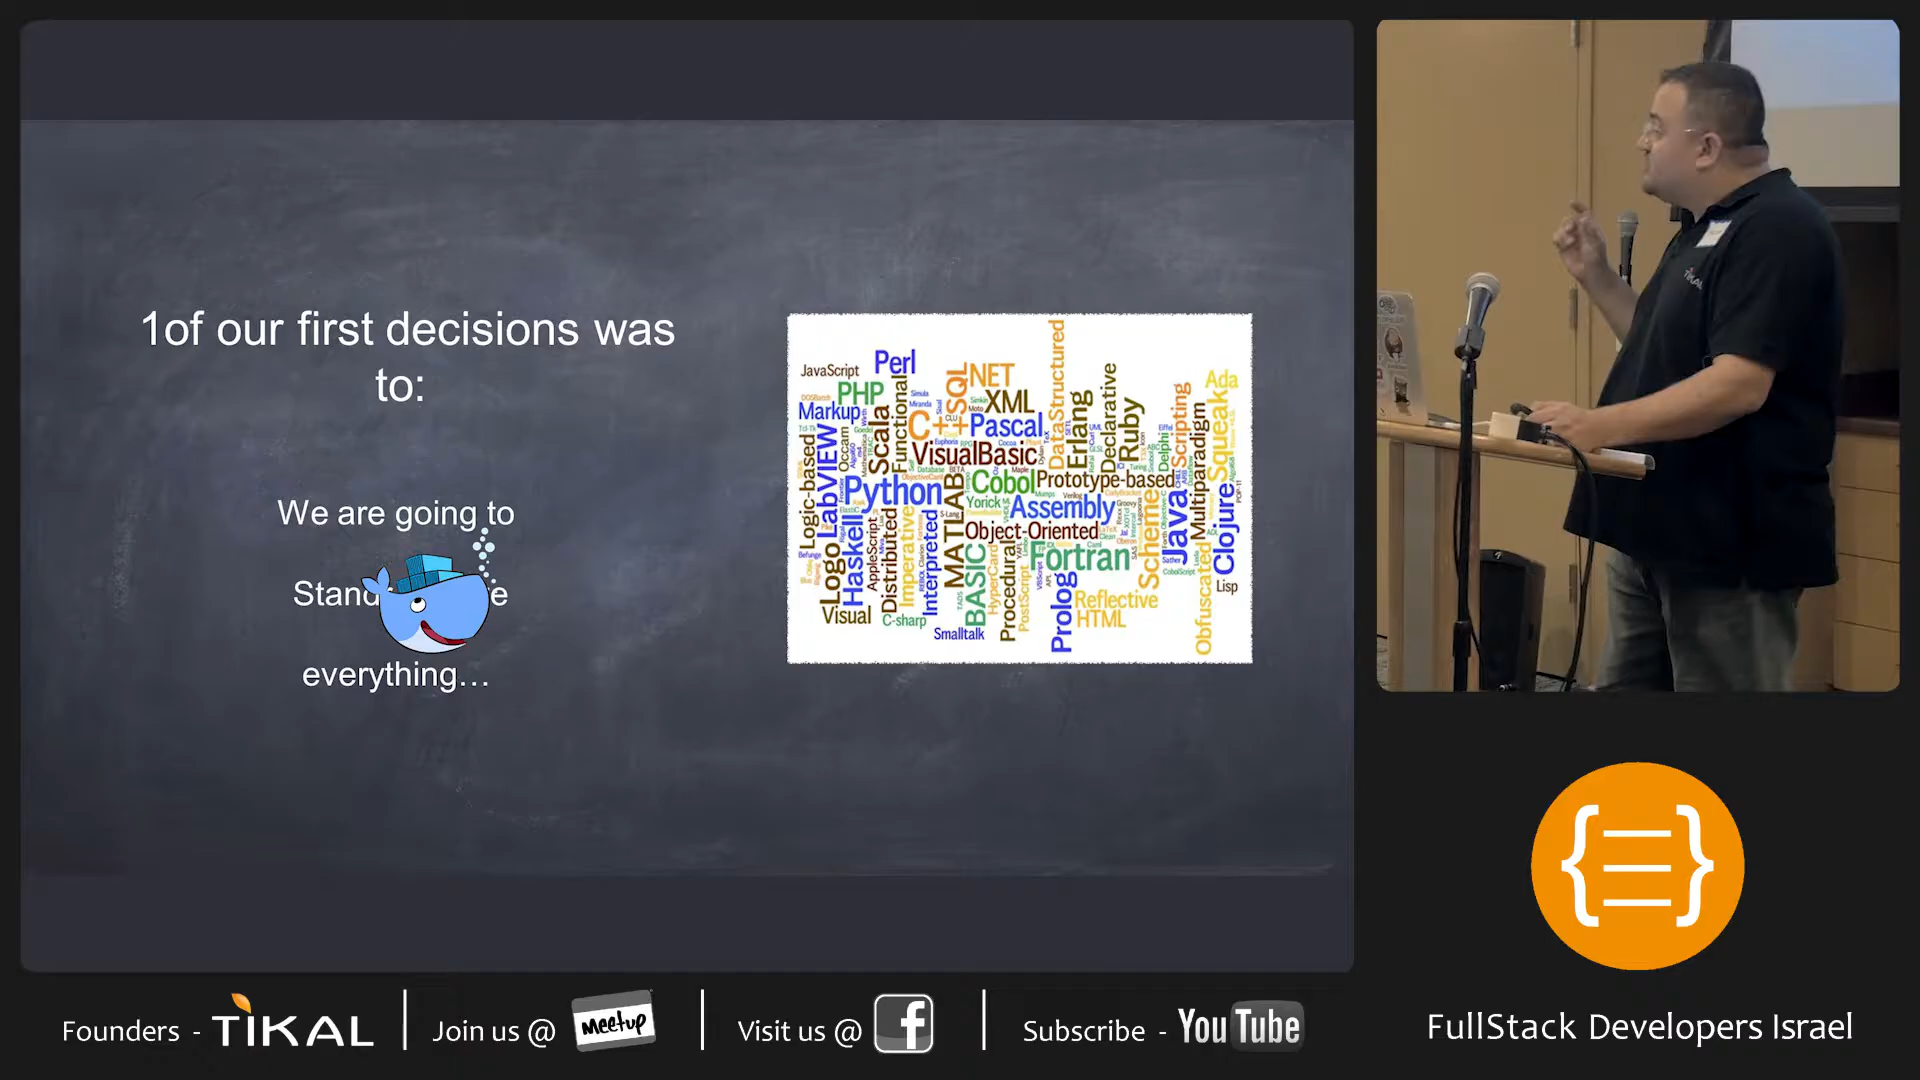 1of our first decisions was
to:
We are going to
everything…
JavaScript
Perl
PHP
Markup
Scala
Functional
C++
SQL
.NET
XML
Pascal
VisualBasic
DataStructured
Erlang
Declarative
Ruby
Scripting
Ada
Squeak
Delphi
Multiparadigm
Logic-based
LabVIEW
Occam
Python
MATLAB
Cobol
Prototype-based
Yorick
Assembly
Object-Oriented
Fortran
Scheme
Java
Clojure
Logo
Haskell
AppleScript
Distributed
Imperative
Interpreted
BASIC
HyperCard
Procedural
PostScript
Prolog
Reflective
HTML
Obfuscated
Lisp
Visual
C-sharp
Smalltalk
TIKAL
Founders - TIKAL
Join us @ Meetup
Visit us @ f
Subscribe - YouTube
FullStack Developers Israel